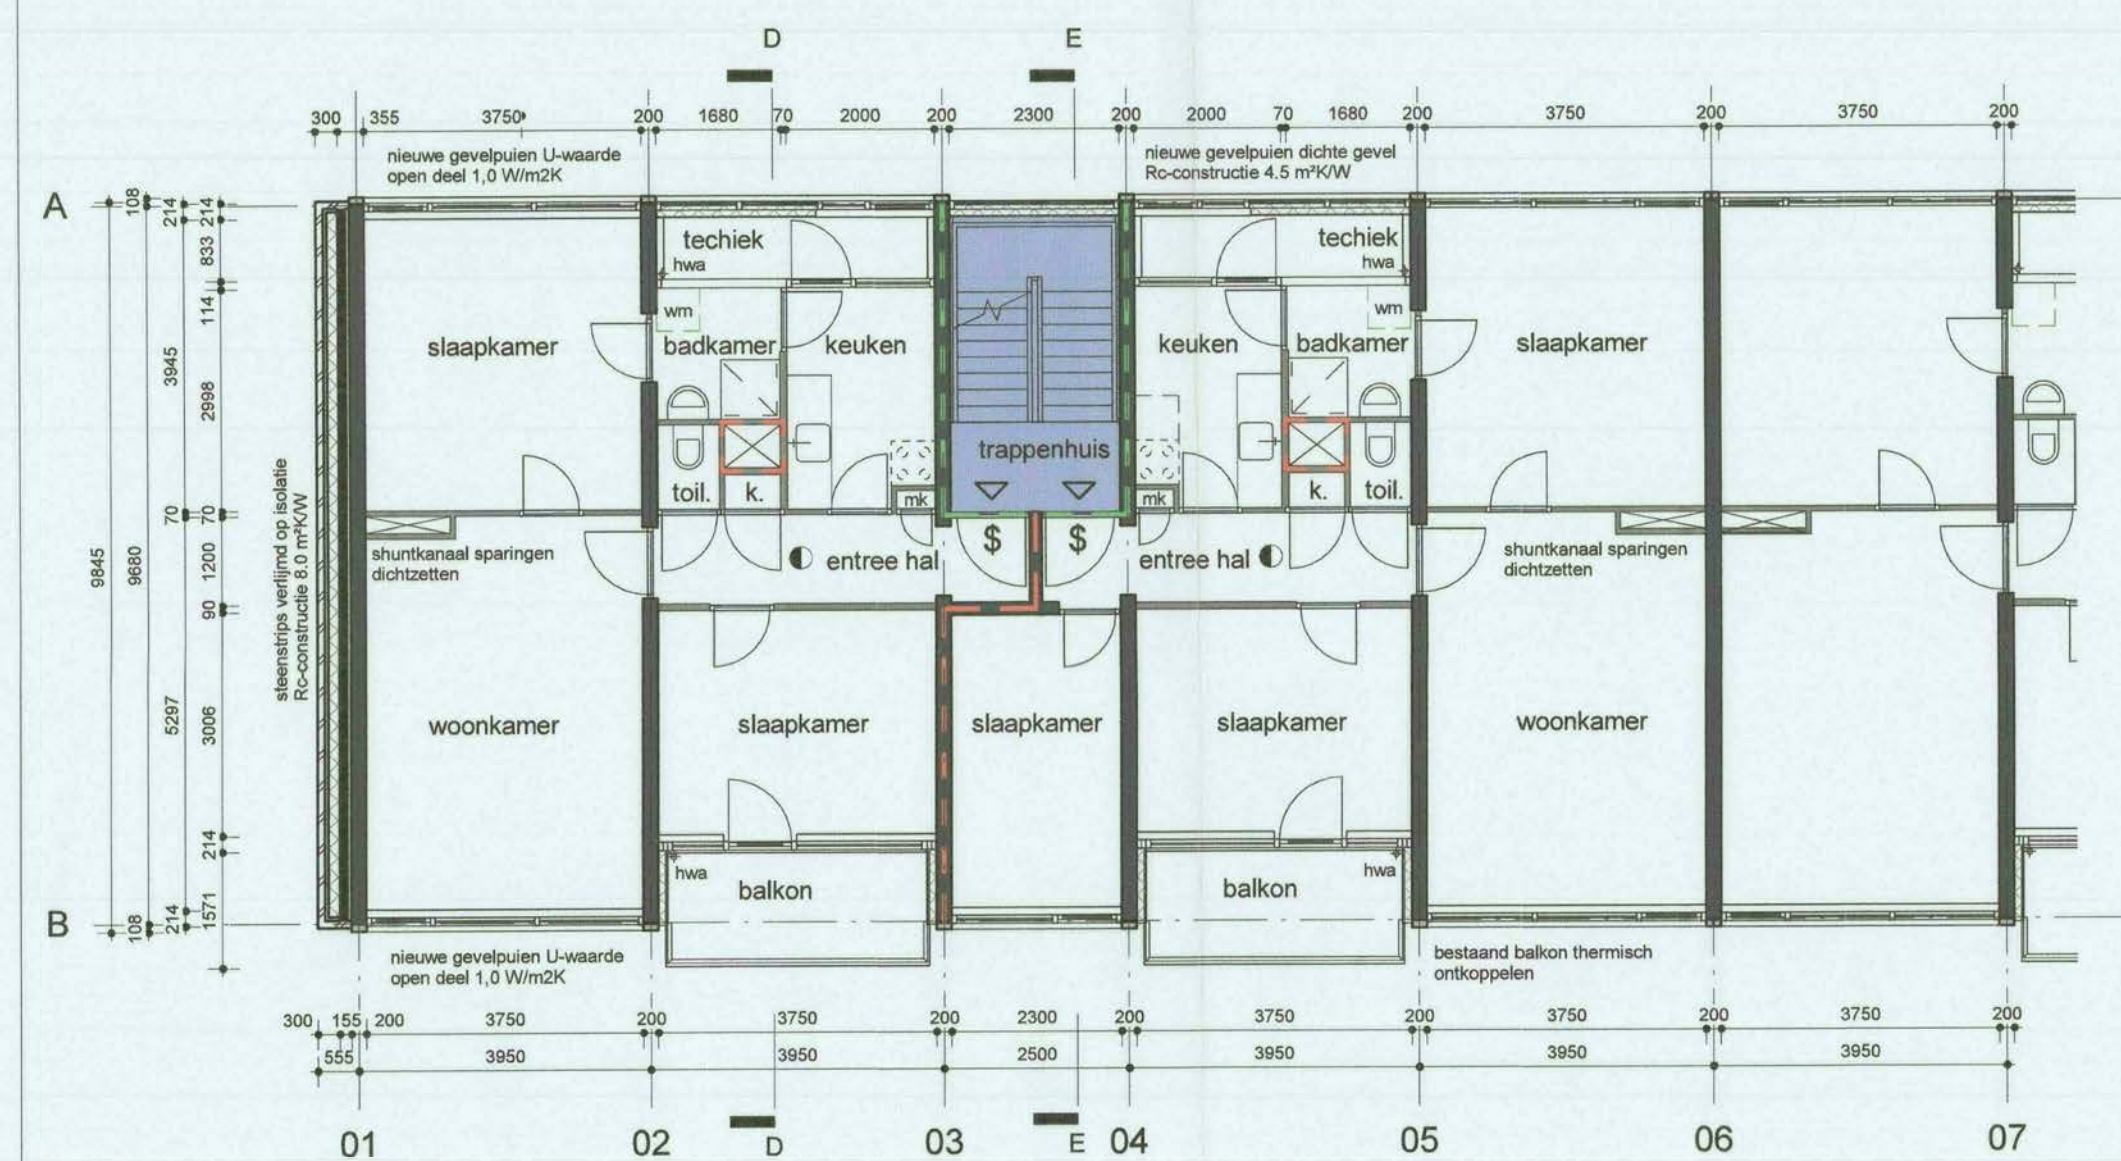 D
E
300 355 3750 200 1680 70 2000 200 2300 200 2000 70 1680 200 3750 200 3750 200
nieuwe gevelpuien U-waarde
open deel 1,0 W/m2K
nieuwe gevelpuien dichte gevel
Rc-constructie 4.5 m²K/W
A
108
214
214
833
114
3945
2998
70
70
1200
90
9845
9680
5297
3006
214
1571
214
108
B
steenstrips verlijmd op isolatie
Rc-constructie 8.0 m²K/W
techiek
hwa
techiek
hwa
wm
wm
slaapkamer
badkamer
keuken
keuken
badkamer
slaapkamer
trappenhuis
toil.
k.
mk
mk
k.
toil.
shuntkanaal sparingen
dichtzetten
entree hal
$
$
entree hal
shuntkanaal sparingen
dichtzetten
woonkamer
slaapkamer
slaapkamer
slaapkamer
woonkamer
hwa
balkon
balkon
hwa
nieuwe gevelpuien U-waarde
open deel 1,0 W/m2K
bestaand balkon thermisch
ontkoppelen
300 155 200 3750 200 3750 200 2300 200 3750 200 3750 200 3750 200
555 3950 3950 2500 3950 3950 3950
D
E
01 02 03 04 05 06 07